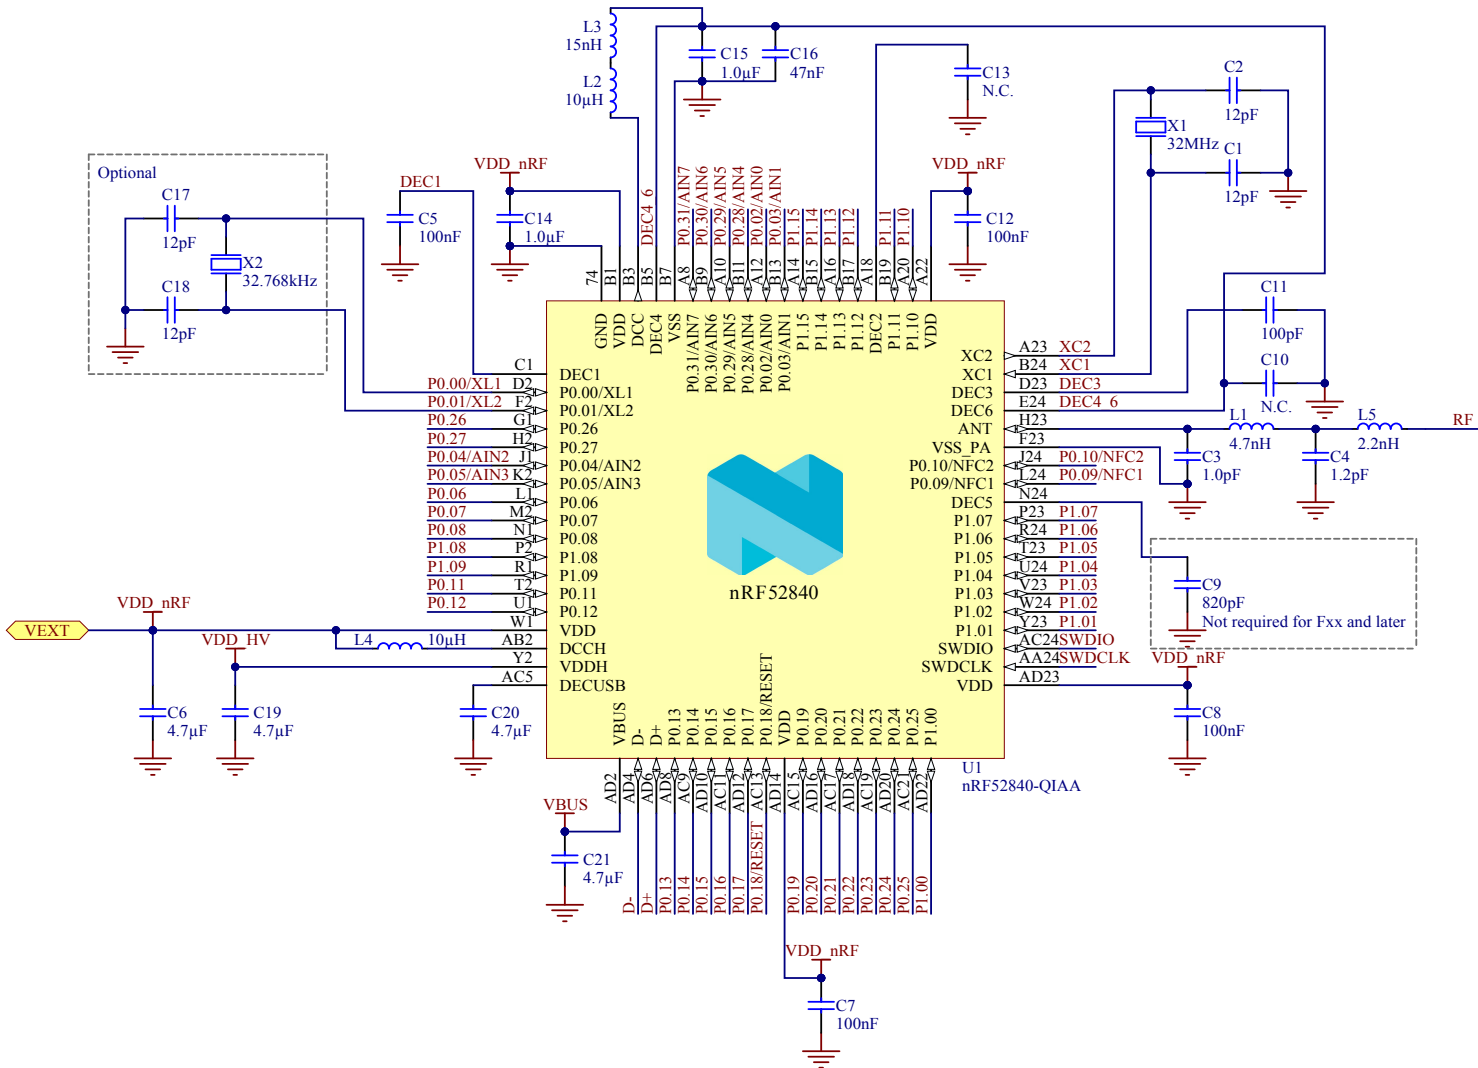 L3
15nH
L2
10µH
C15
1.0µF
C16
47nF
C13
N.C.
C2
12pF
X1
32MHz
C1
12pF
Optional
C17
12pF
X2
32.768kHz
C18
12pF
DEC1
C5
100nF
VDD_nRF
C14
1.0µF
VDD_nRF
C12
100nF
DEC4_6
P0.31/AIN7
P0.30/AIN6
P0.29/AIN5
P0.28/AIN4
P0.02/AIN0
P0.03/AIN1
P1.15
P1.14
P1.13
P1.12
P1.11
P1.10
74
B1
B3
B5
B7
A8
B9
A10
B11
A12
B13
A14
B15
A16
B17
A18
B19
A20
A22
GND
VDD
DCC
DEC4
VSS
P0.31/AIN7
P0.30/AIN6
P0.29/AIN5
P0.28/AIN4
P0.02/AIN0
P0.03/AIN1
P1.15
P1.14
P1.13
P1.12
DEC2
P1.11
P1.10
VDD
C11
100pF
C10
N.C.
C1 DEC1
P0.00/XL1 D2 P0.00/XL1
P0.01/XL2 F2 P0.01/XL2
P0.26 G1 P0.26
P0.27 H2 P0.27
P0.04/AIN2 J1 P0.04/AIN2
P0.05/AIN3 K2 P0.05/AIN3
P0.06 L1 P0.06
P0.07 M2 P0.07
P0.08 N1 P0.08
P1.08 P2 P1.08
P1.09 R1 P1.09
P0.11 T2 P0.11
P0.12 U1 P0.12
W1 VDD
AB2 DCCH
Y2 VDDH
AC5 DECUSB
XC2 A23 XC2
XC1 B24 XC1
DEC3 D23 DEC3
DEC6 E24 DEC4_6
ANT H23
VSS_PA F23
P0.10/NFC2 J24 P0.10/NFC2
P0.09/NFC1 L24 P0.09/NFC1
DEC5 N24
P1.07 P23 P1.07
P1.06 R24 P1.06
P1.05 T23 P1.05
P1.04 U24 P1.04
P1.03 V23 P1.03
P1.02 W24 P1.02
P1.01 Y23 P1.01
SWDIO AC24 SWDIO
SWDCLK AA24 SWDCLK
VDD AD23
L1
4.7nH
L5
2.2nH
RF
C3
1.0pF
C4
1.2pF
nRF52840
C9
820pF
Not required for Fxx and later
VDD_nRF
C8
100nF
VEXT
VDD_nRF
VDD_HV
L4
10µH
C6
4.7µF
C19
4.7µF
C20
4.7µF
VBUS
D-
D+
P0.13
P0.14
P0.15
P0.16
P0.17
P0.18/RESET
VDD
P0.19
P0.20
P0.21
P0.22
P0.23
P0.24
P0.25
P1.00
U1
nRF52840-QIAA
AD2
AD4
AD6
AD8
AC9
AD10
AC11
AD12
AC13
AD14
AC15
AD16
AC17
AD18
AC19
AD20
AC21
AD22
VBUS
C21
4.7µF
D-
D+
P0.13
P0.14
P0.15
P0.16
P0.17
P0.18/RESET
P0.19
P0.20
P0.21
P0.22
P0.23
P0.24
P0.25
P1.00
VDD_nRF
C7
100nF